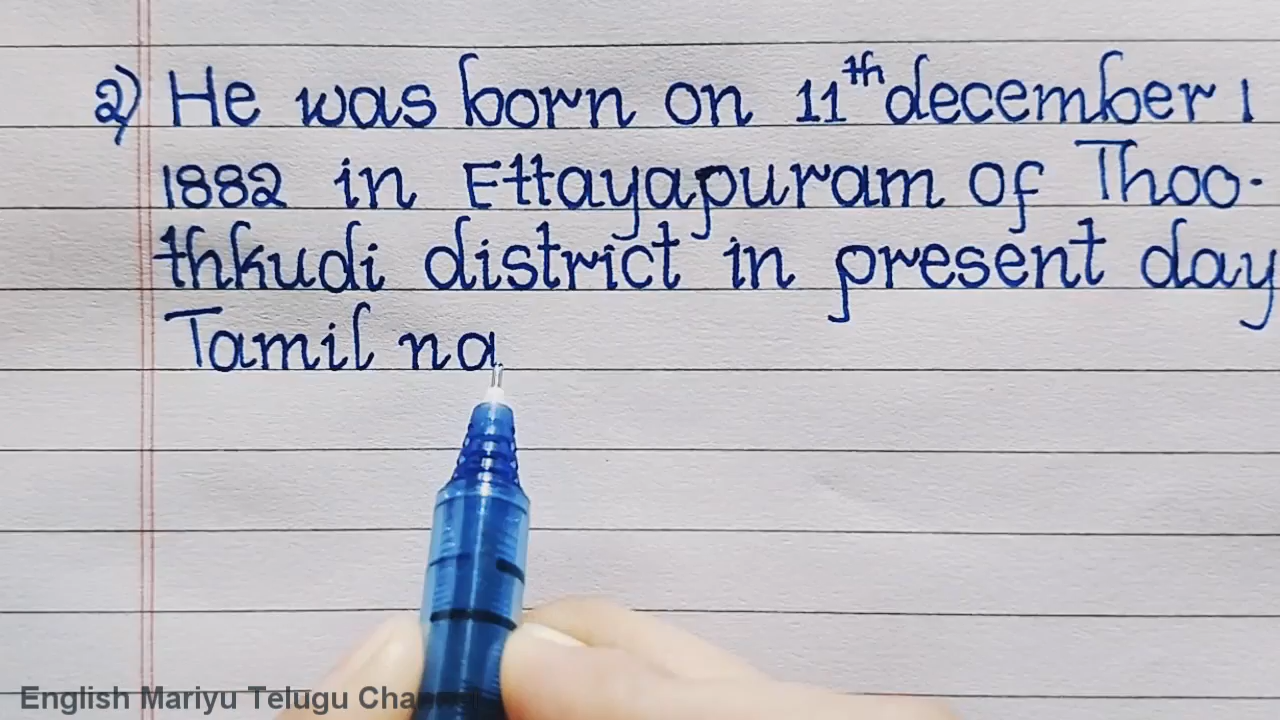 2) He was born on 11th december 1
1882 in Ettayapuram of Thoo-
thkudi district in present day
Tamil na
English Mariyu Telugu Channel